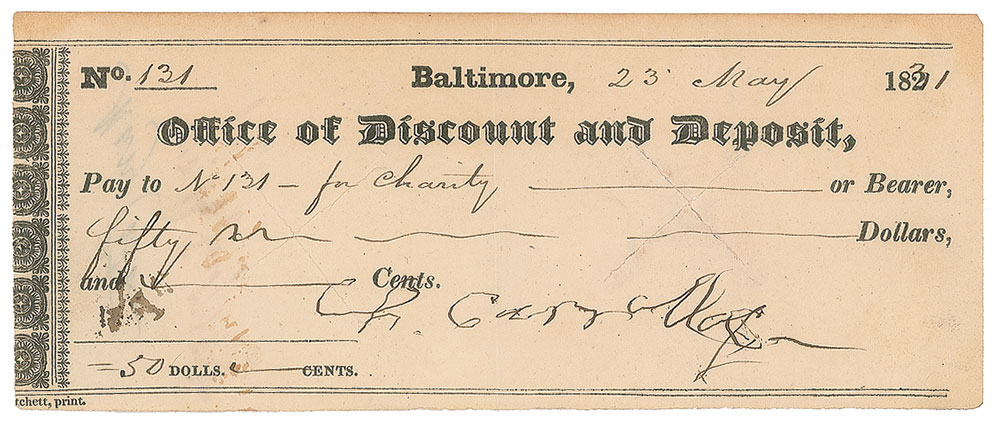 No. 131 Baltimore, 23 May 1831
Office of Discount and Deposit,
Pay to No 131 – for Charity or Bearer,
fifty Dollars,
and Cents.
Ch. Carroll of
= 50 DOLLS. CENTS.
rchett, print.